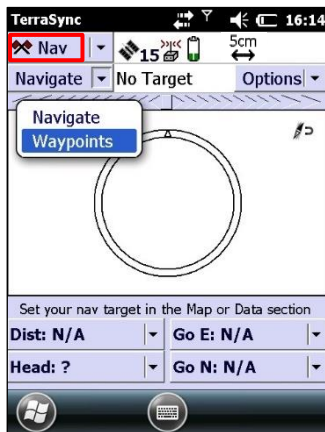 TerraSync 16:14
Nav 15 5cm
Navigate No Target Options
Navigate
Waypoints
Set your nav target in the Map or Data section
Dist: N/A Go E: N/A
Head: ? Go N: N/A